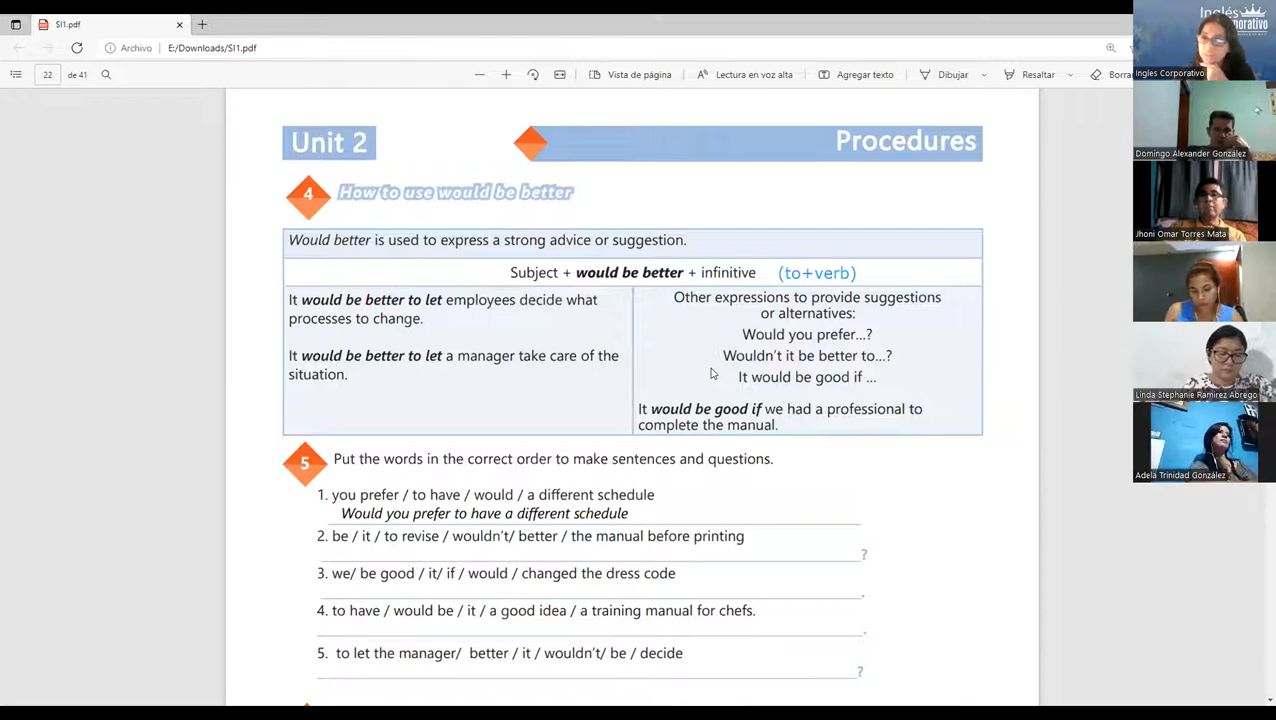 SI1.pdf
Archivo E:/Downloads/SI1.pdf
22 de 41 Vista de página Lectura en voz alta Agregar texto Dibujar Resaltar Borrar
Unit 2 Procedures
4 How to use would be better
Would better is used to express a strong advice or suggestion.
Subject + would be better + infinitive (to+verb)
It would be better to let employees decide what
processes to change.
It would be better to let a manager take care of the
situation.
Other expressions to provide suggestions
or alternatives:
Would you prefer...?
Wouldn't it be better to...?
It would be good if ...
It would be good if we had a professional to
complete the manual.
5 Put the words in the correct order to make sentences and questions.
1. you prefer / to have / would / a different schedule
Would you prefer to have a different schedule
2. be / it / to revise / wouldn't/ better / the manual before printing
?
3. we/ be good / it/ if / would / changed the dress code
.
4. to have / would be / it / a good idea / a training manual for chefs.
.
5. to let the manager/ better / it / wouldn't/ be / decide
?
Inglés
Corporativo
Ingles Corporativo
Domingo Alexander González
Jhoni Omar Torres Mata
Linda Stephanie Ramirez Abrego
Adela Trinidad González